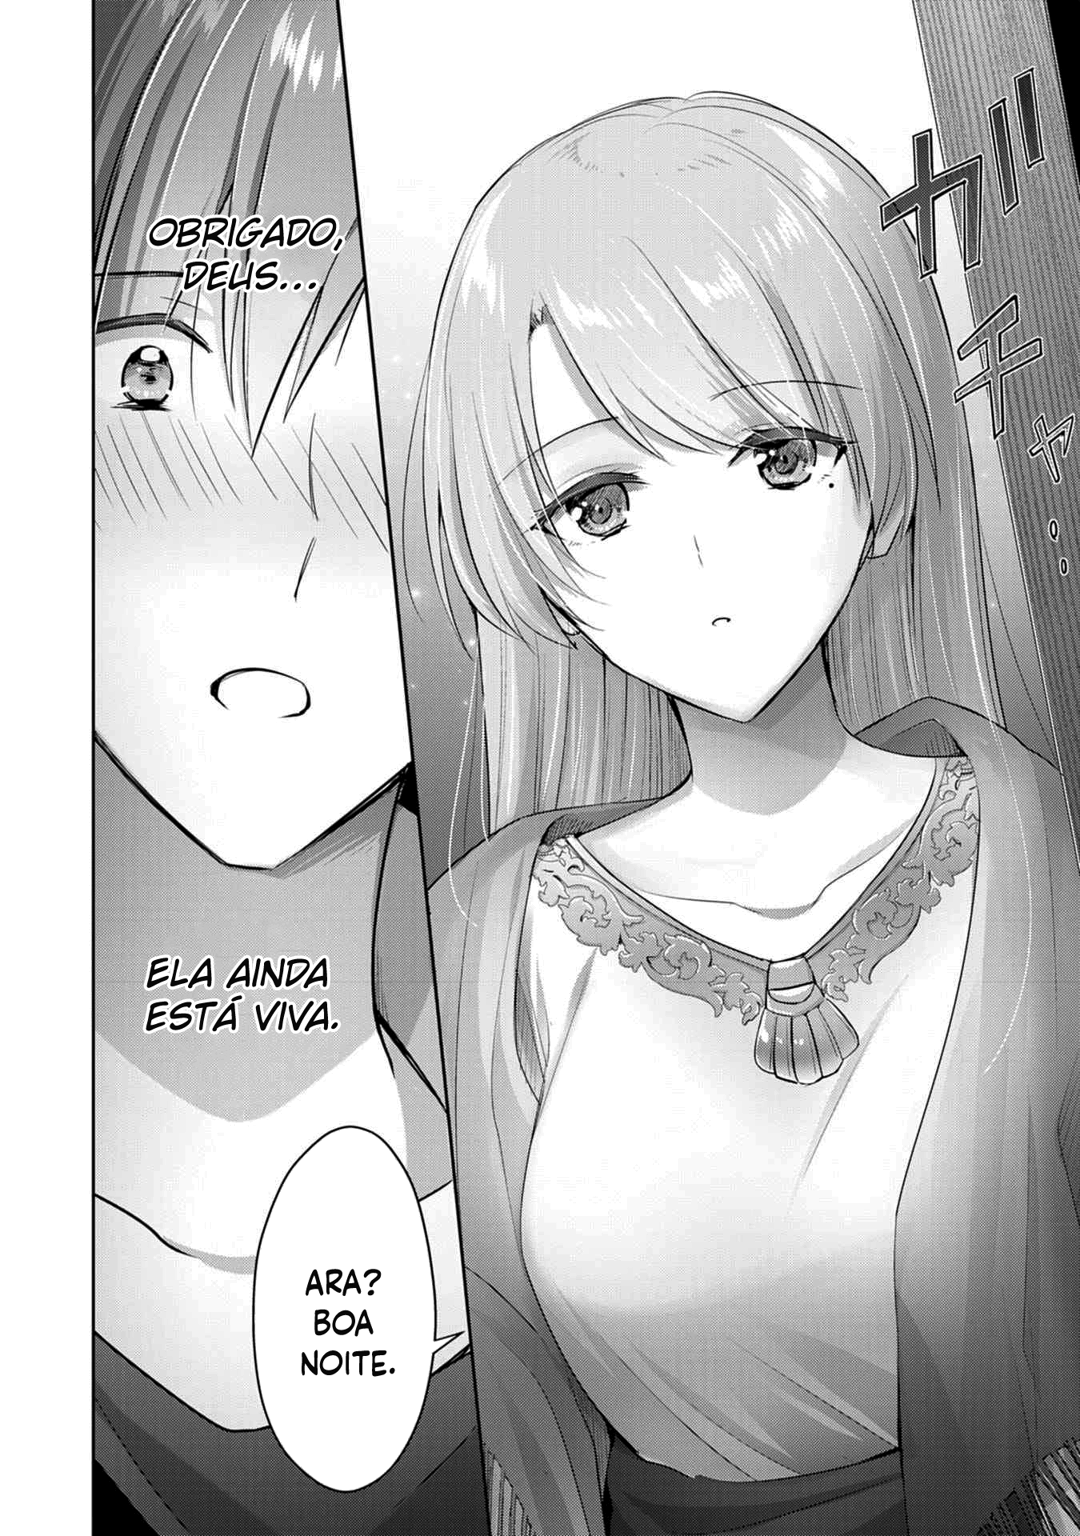 ガチャ...
OBRIGADO,
DEUS...
ELA AINDA
ESTÁ VIVA.
ARA?
BOA
NOITE.